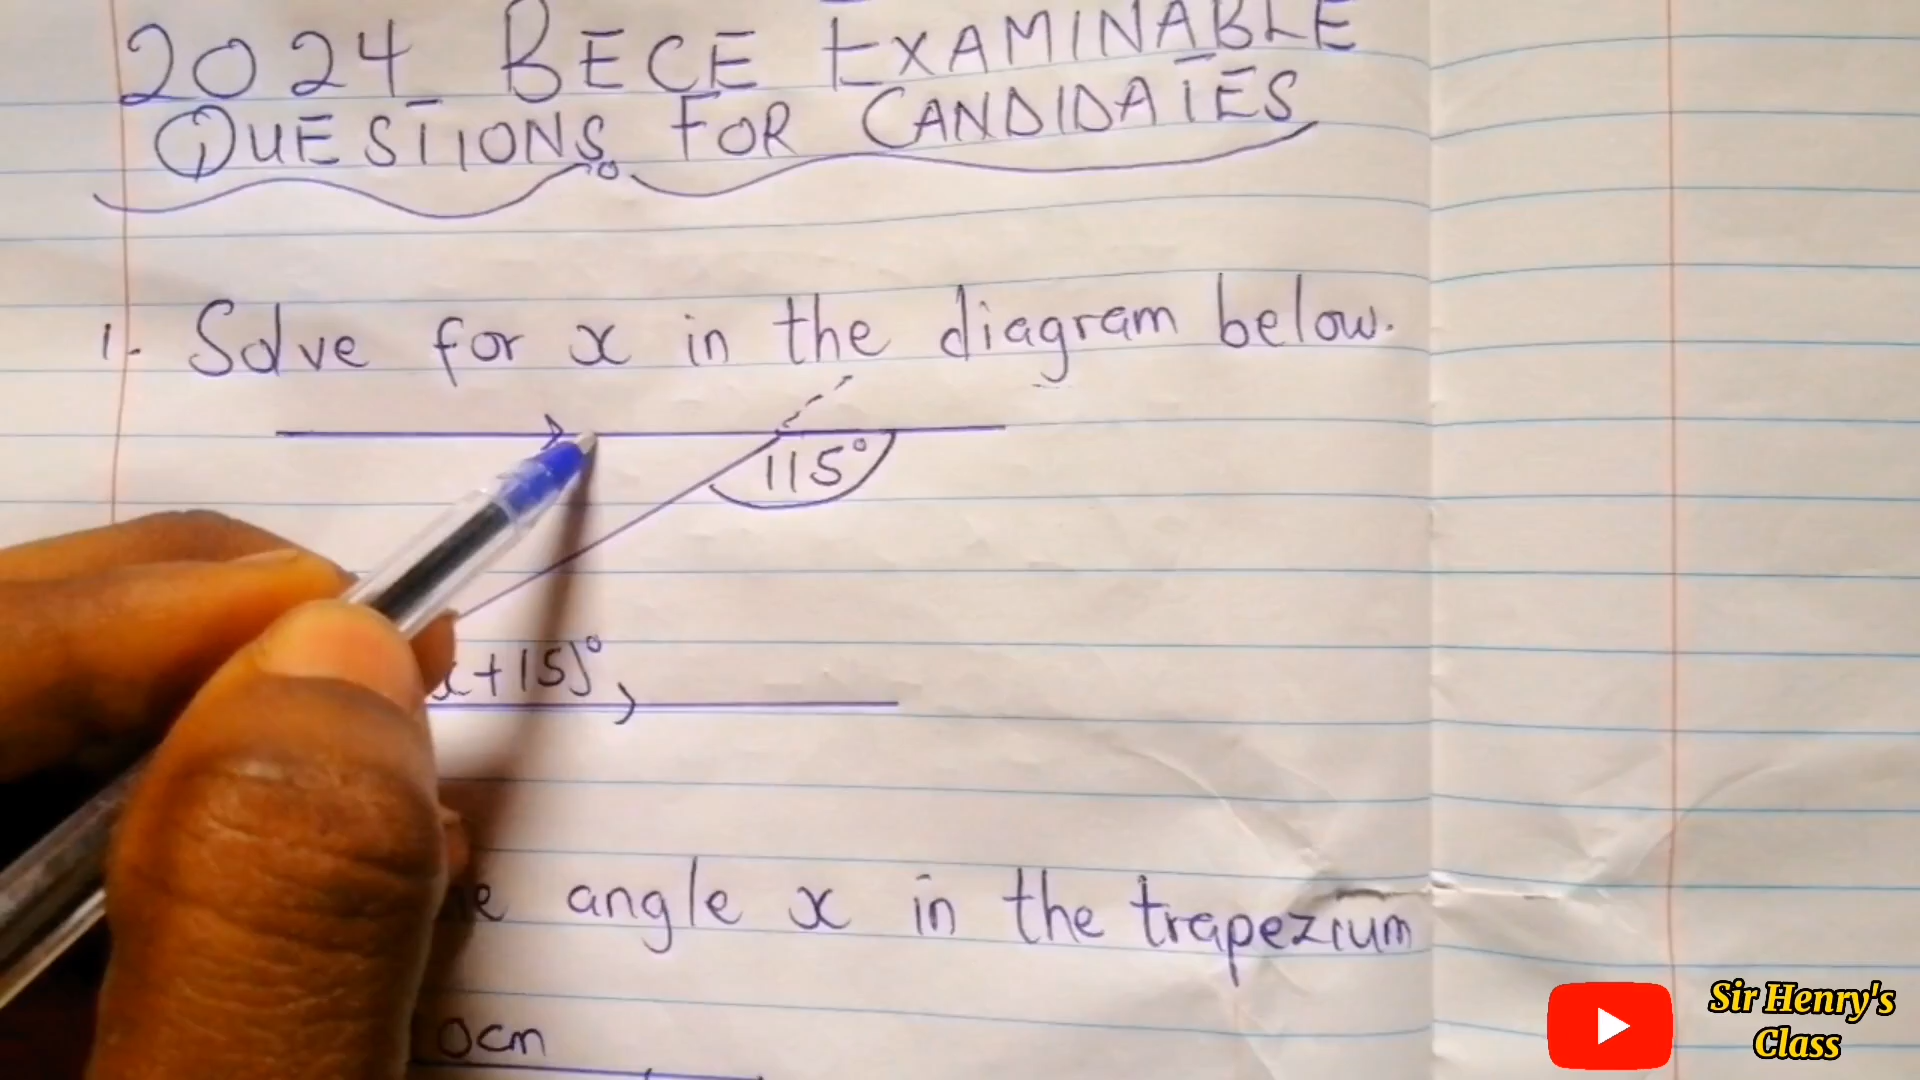 2024 BECE EXAMINABLE
QUESTIONS FOR CANDIDATES
1. Solve for x in the diagram below.
115°
x+15)°
angle x in the trapezium
0cm
Sir Henry's
Class